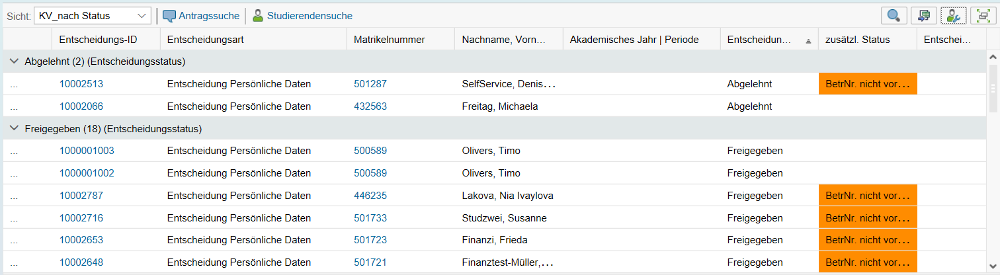 Sicht: KV_nach Status Antragssuche Studierendensuche
Entscheidungs-ID Entscheidungsart Matrikelnummer Nachname, Vorn... Akademisches Jahr | Periode Entscheidun... zusätzl. Status Entschei...
Abgelehnt (2) (Entscheidungsstatus)
... 10002513 Entscheidung Persönliche Daten 501287 SelfService, Denis... Abgelehnt BetrNr. nicht vor...
... 10002066 Entscheidung Persönliche Daten 432563 Freitag, Michaela Abgelehnt
Freigegeben (18) (Entscheidungsstatus)
... 1000001003 Entscheidung Persönliche Daten 500589 Olivers, Timo Freigegeben
... 1000001002 Entscheidung Persönliche Daten 500589 Olivers, Timo Freigegeben
... 10002787 Entscheidung Persönliche Daten 446235 Lakova, Nia Ivaylova Freigegeben BetrNr. nicht vor...
... 10002716 Entscheidung Persönliche Daten 501733 Studzwei, Susanne Freigegeben BetrNr. nicht vor...
... 10002653 Entscheidung Persönliche Daten 501723 Finanzi, Frieda Freigegeben BetrNr. nicht vor...
... 10002648 Entscheidung Persönliche Daten 501721 Finanztest-Müller,... Freigegeben BetrNr. nicht vor...